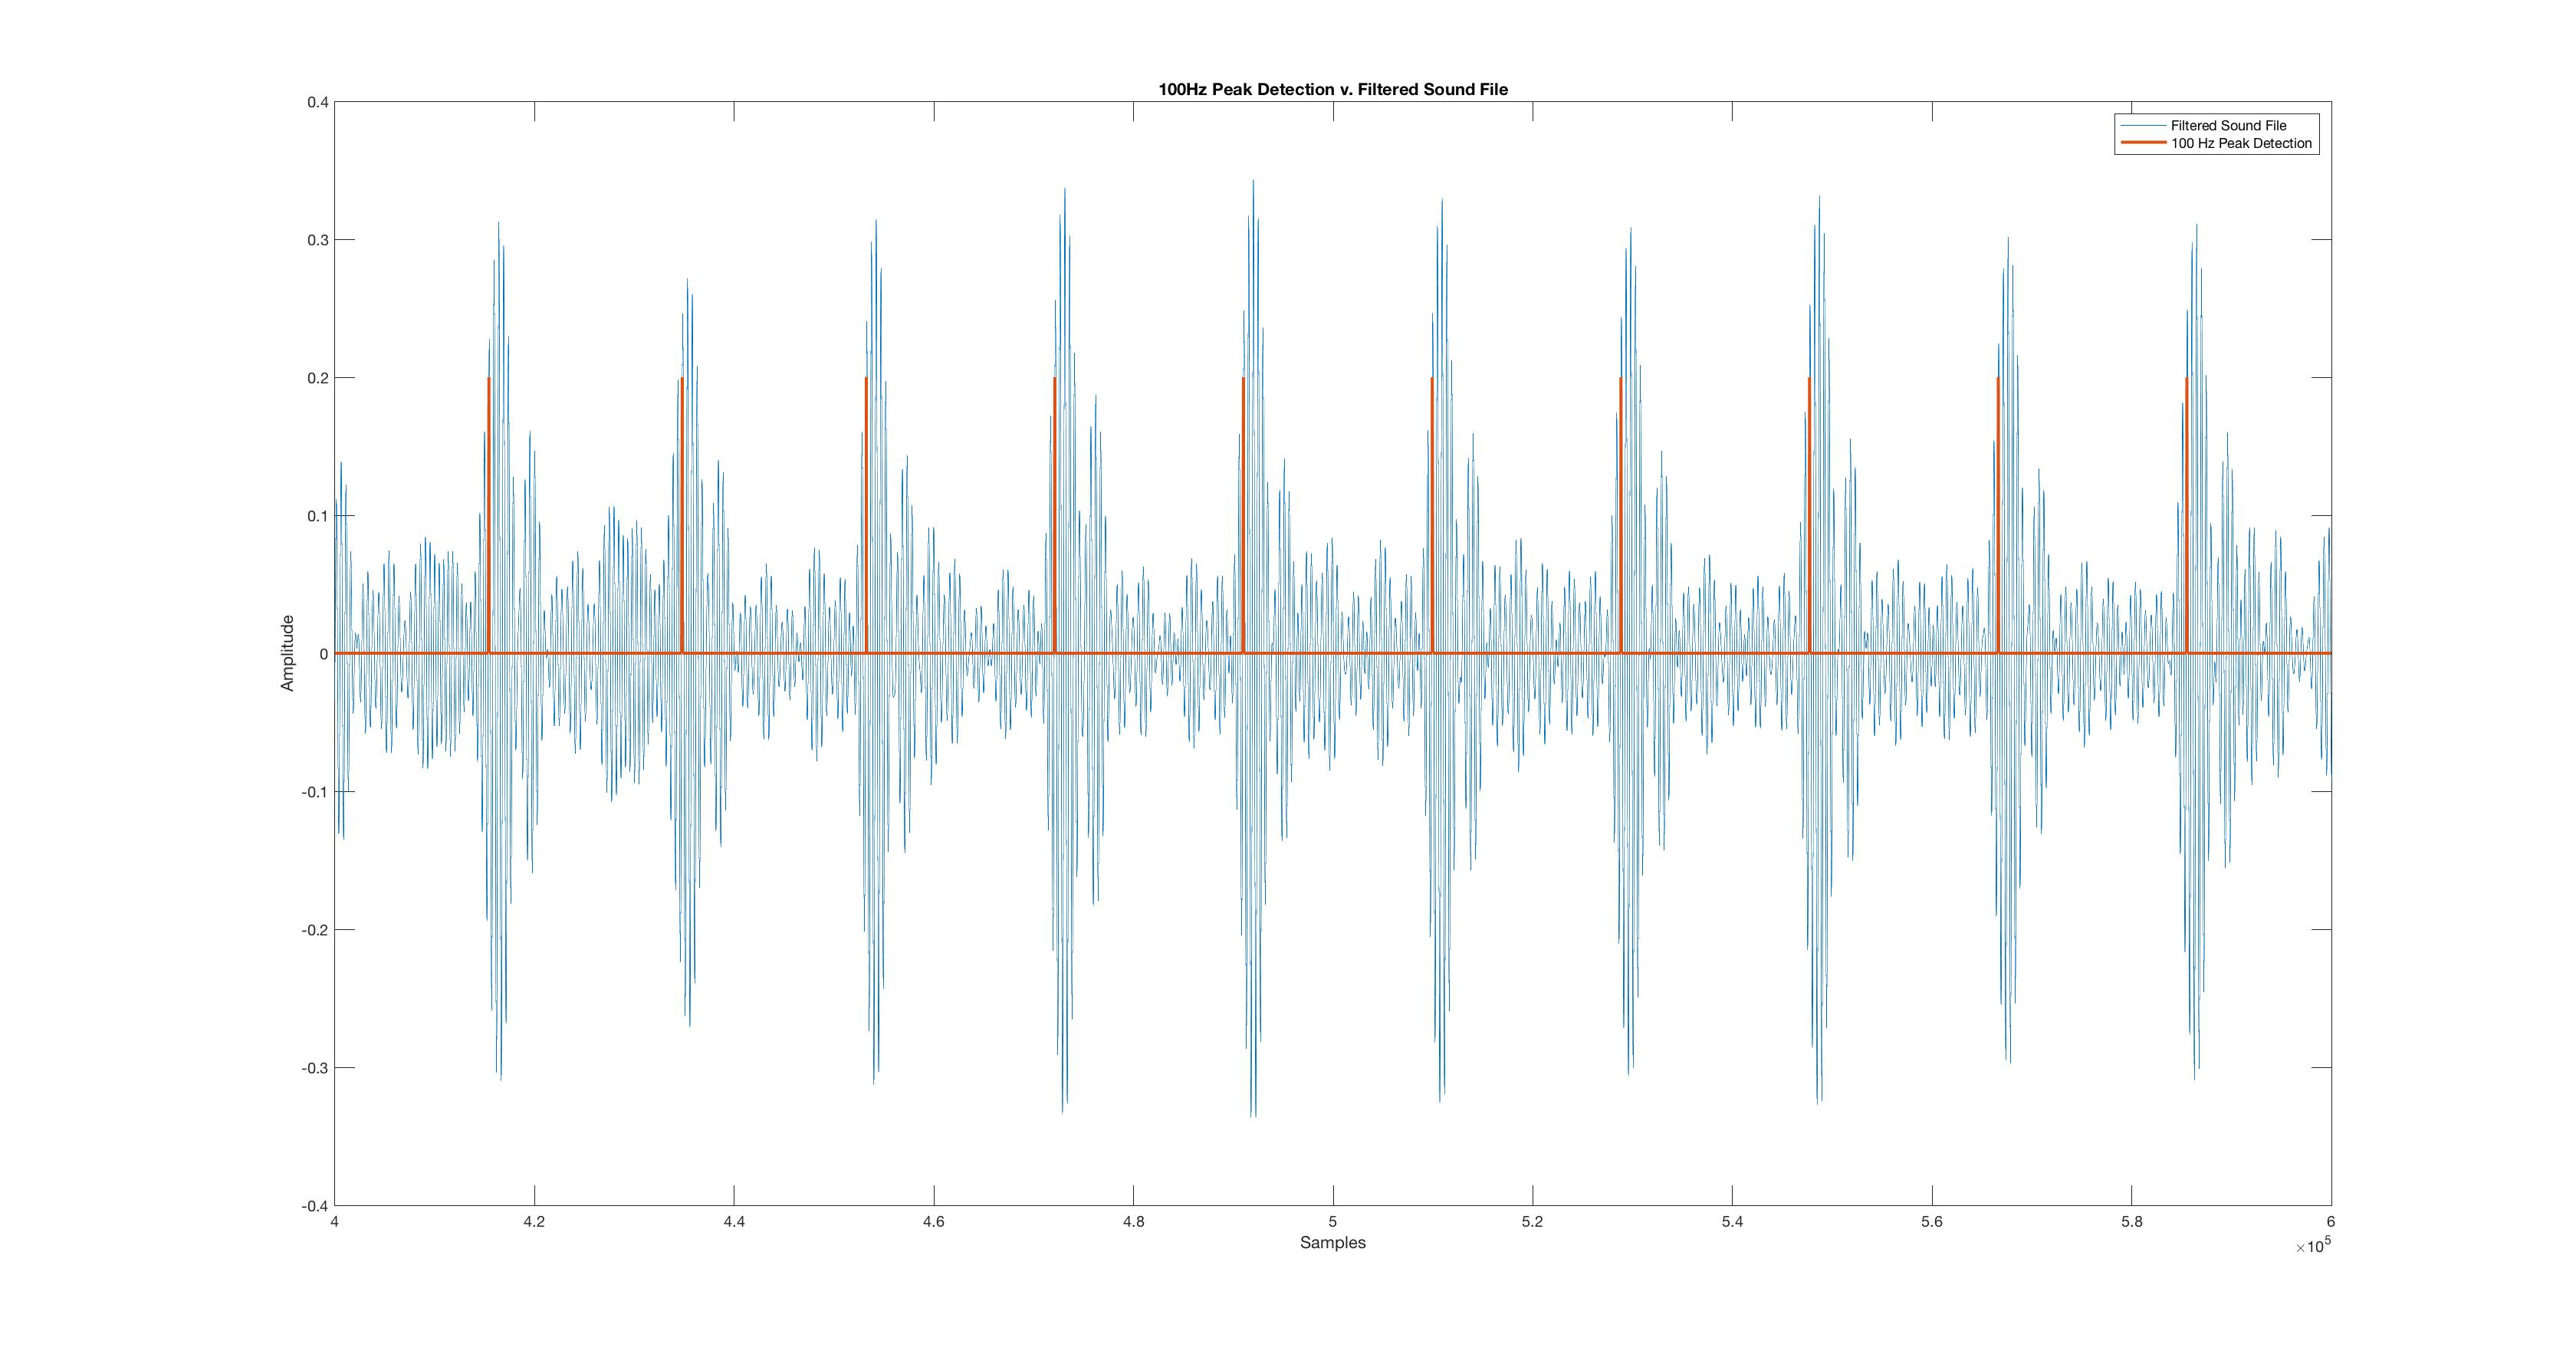 100Hz Peak Detection v. Filtered Sound File
Filtered Sound File
100 Hz Peak Detection
0.4
0.3
0.2
0.1
0
-0.1
-0.2
-0.3
-0.4
Amplitude
4 4.2 4.4 4.6 4.8 5 5.2 5.4 5.6 5.8 6
Samples
×10⁵